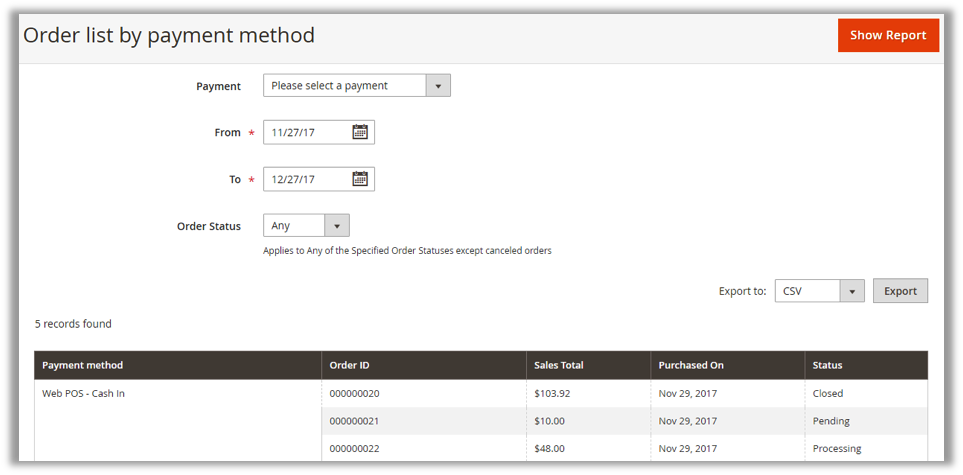 Order list by payment method
Show Report
Payment
Please select a payment
From *
11/27/17
To *
12/27/17
Order Status
Any
Applies to Any of the Specified Order Statuses except canceled orders
Export to: CSV Export
5 records found
Payment method Order ID Sales Total Purchased On Status
Web POS - Cash In 000000020 $103.92 Nov 29, 2017 Closed
000000021 $10.00 Nov 29, 2017 Pending
000000022 $48.00 Nov 29, 2017 Processing